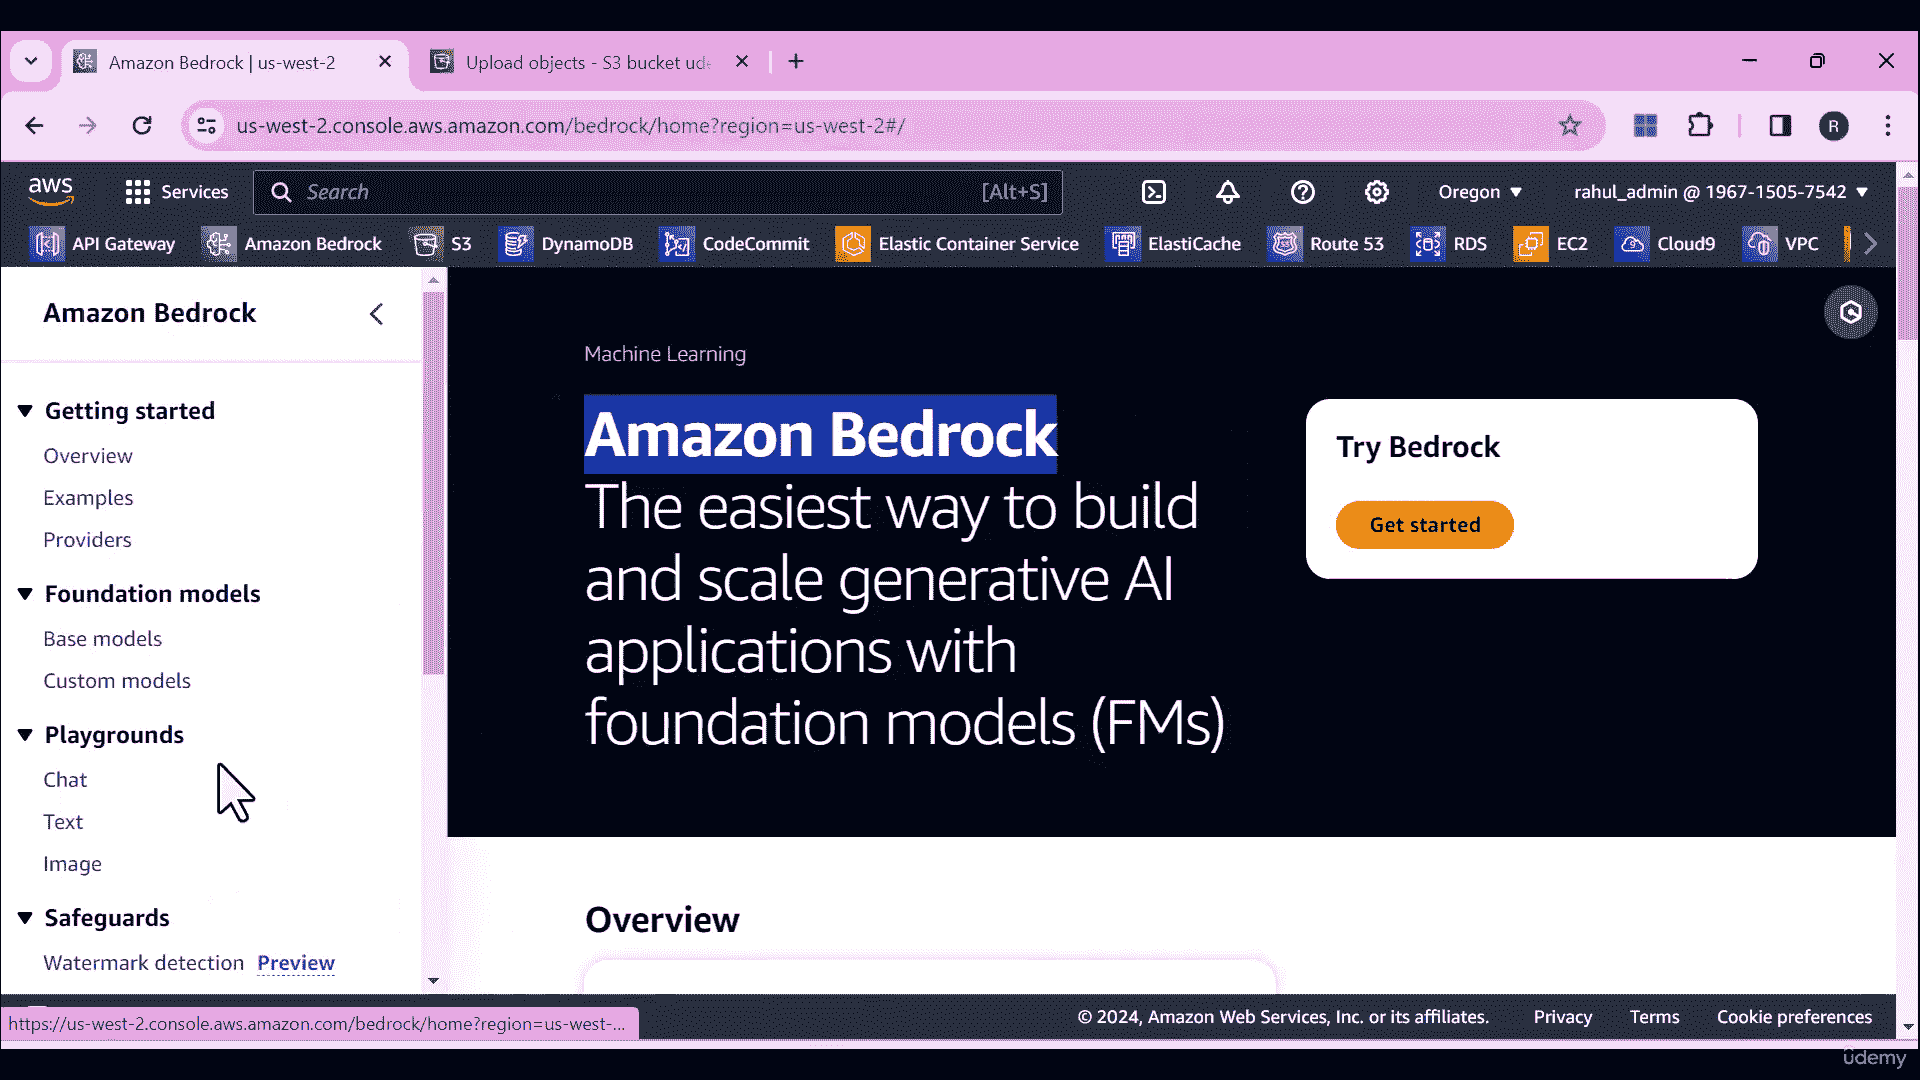 Amazon Bedrock | us-west-2
Upload objects - S3 bucket ude
us-west-2.console.aws.amazon.com/bedrock/home?region=us-west-2#/
R
aws
Services
Search
[Alt+S]
Oregon
rahul_admin @ 1967-1505-7542
API Gateway
Amazon Bedrock
S3
DynamoDB
CodeCommit
Elastic Container Service
ElastiCache
Route 53
RDS
EC2
Cloud9
VPC
Amazon Bedrock
Getting started
Overview
Examples
Providers
Foundation models
Base models
Custom models
Playgrounds
Chat
Text
Image
Safeguards
Watermark detection Preview
Machine Learning
Amazon Bedrock
The easiest way to build
and scale generative AI
applications with
foundation models (FMs)
Try Bedrock
Get started
Overview
https://us-west-2.console.aws.amazon.com/bedrock/home?region=us-west-...
© 2024, Amazon Web Services, Inc. or its affiliates.
Privacy
Terms
Cookie preferences
udemy